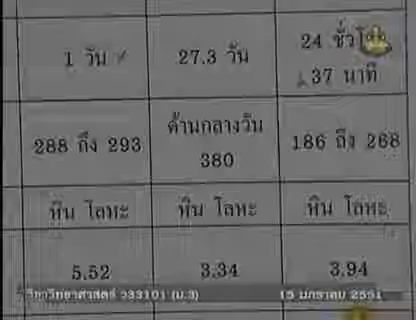 1 วัน
27.3 วัน
24 ชั่วโมง
37 นาที
288 ถึง 293
ด้านกลางวัน
380
186 ถึง 268
หิน โลหะ
หิน โลหะ
หิน โลหะ
5.52
3.34
3.94
วิชาวิทยาศาสตร์ ว33101 (ม.3)
15 มกราคม 2551